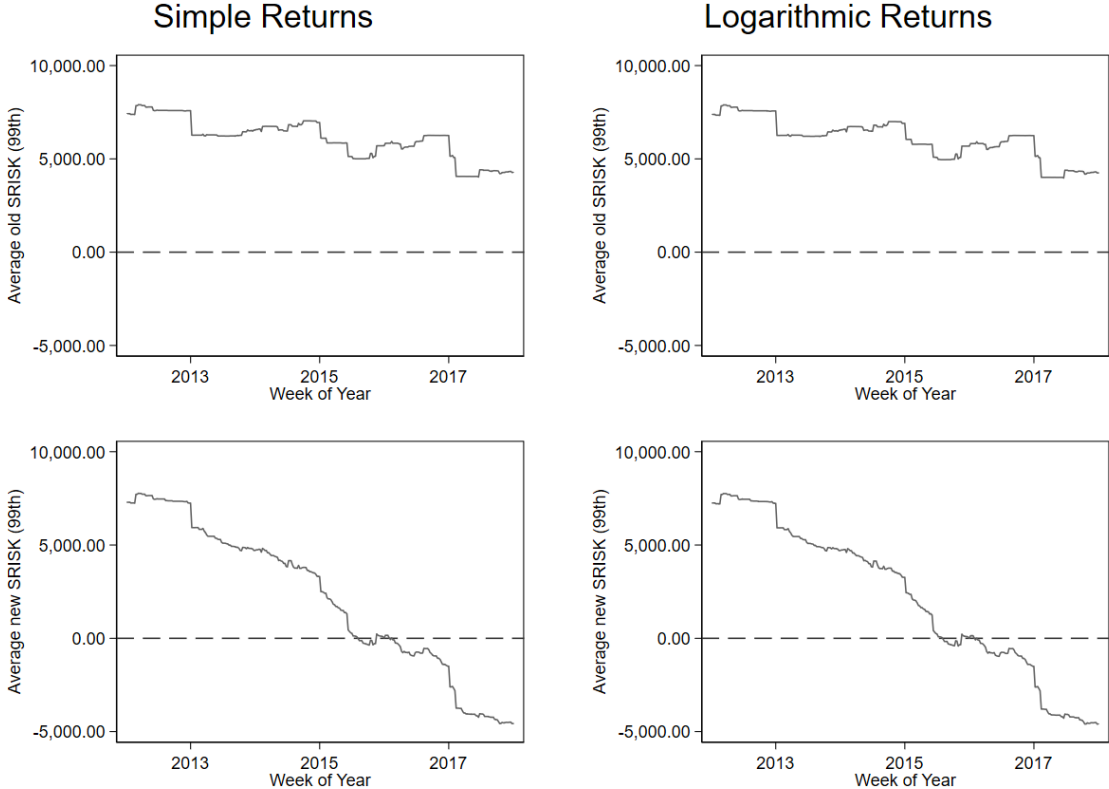 Simple Returns
Logarithmic Returns
Average old SRISK (99th)
10,000.00
5,000.00
0.00
-5,000.00
2013 2015 2017
Week of Year
Average old SRISK (99th)
10,000.00
5,000.00
0.00
-5,000.00
2013 2015 2017
Week of Year
Average new SRISK (99th)
10,000.00
5,000.00
0.00
-5,000.00
2013 2015 2017
Week of Year
Average new SRISK (99th)
10,000.00
5,000.00
0.00
-5,000.00
2013 2015 2017
Week of Year